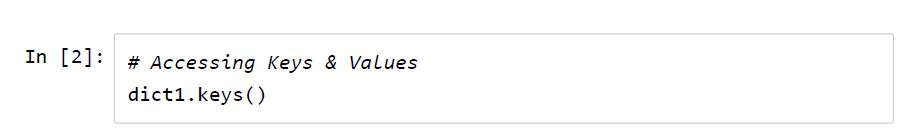 In [2]: # Accessing Keys & Values
dict1.keys()